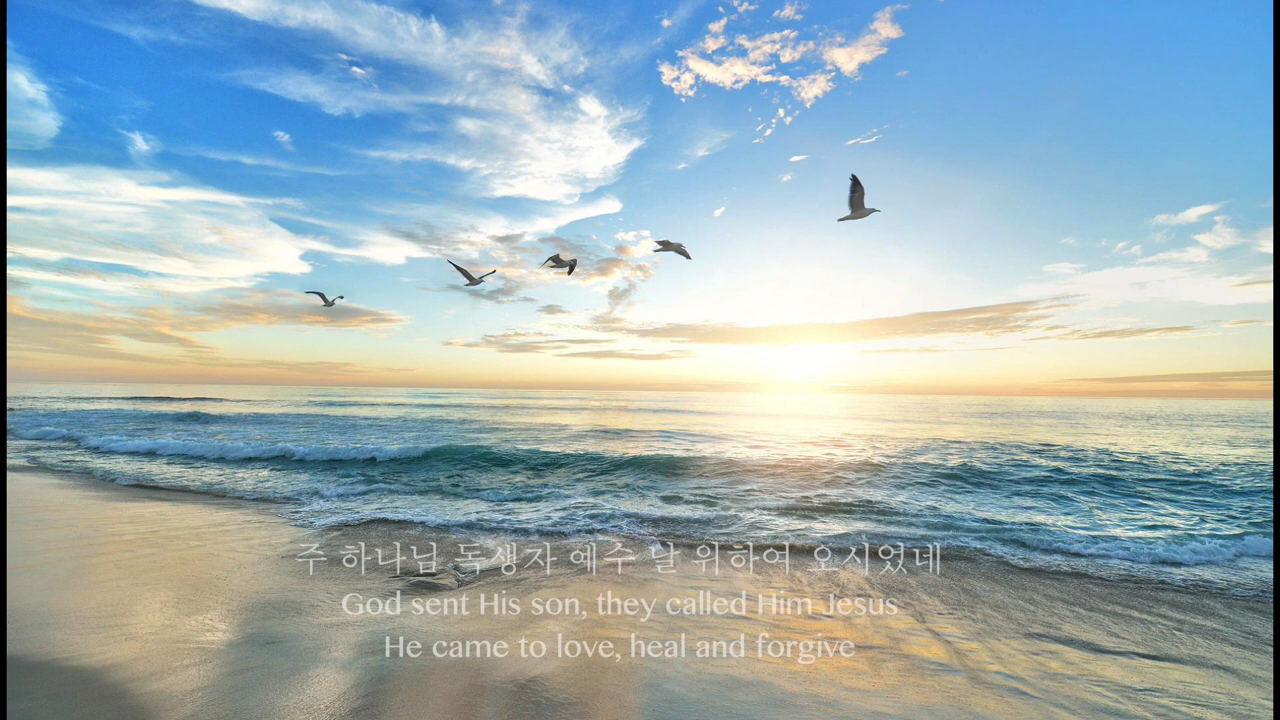 주 하나님 독생자 예수 날 위하여 오시었네
God sent His son, they called Him Jesus
He came to love, heal and forgive